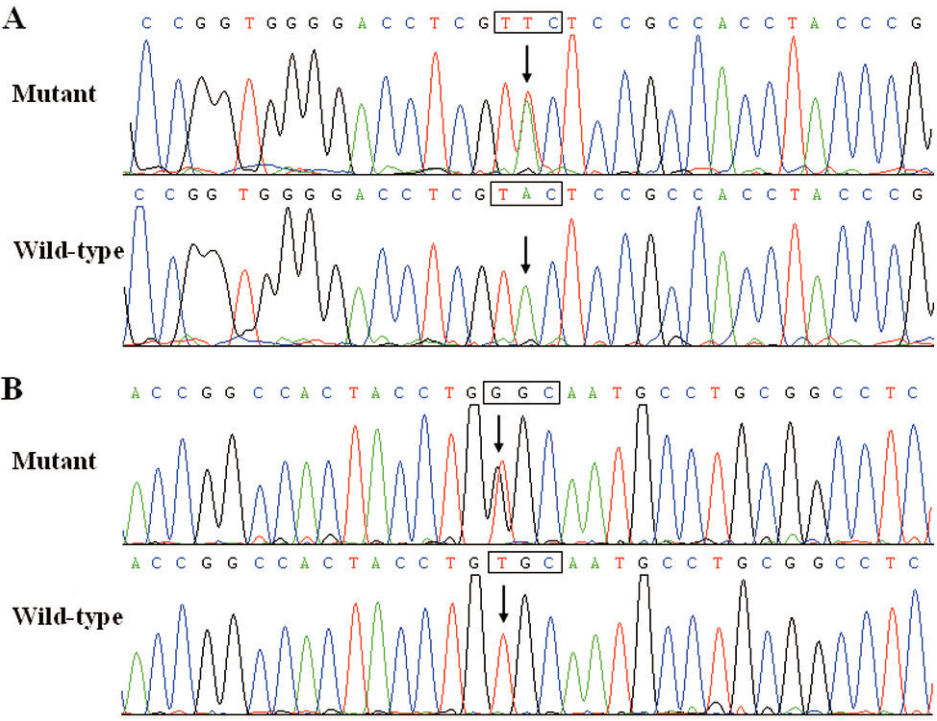 A
C C G G T G G G G A C C T C G T T C T C C G C C A C C T A C C C G
Mutant
C C G G T G G G G A C C T C G T A C T C C G C C A C C T A C C C G
Wild-type
B
A C C G G C C A C T A C C T G G G C A A T G C C T G C G G C C T C
Mutant
A C C G G C C A C T A C C T G T G C A A T G C C T G C G G C C T C
Wild-type